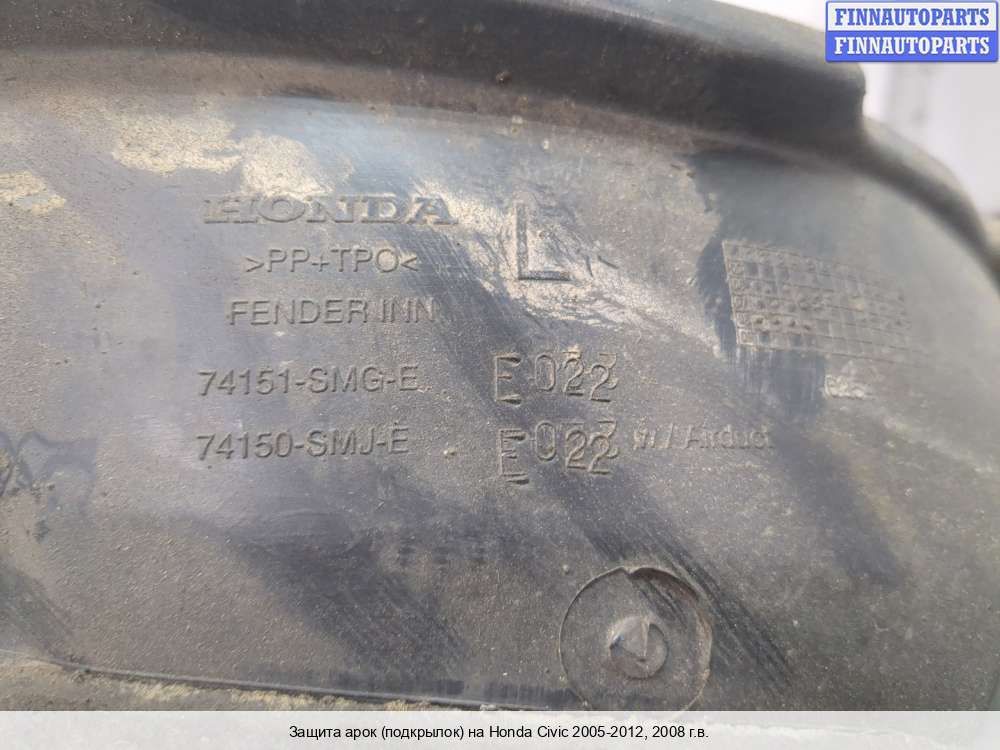 FINNAUTOPARTS
FINNAUTOPARTS
HONDA L
>PP+TPO<
FENDER INN
74151-SMG-E E022
74150-SMJ-E E022 w/Airduct
Защита арок (подкрылок) на Honda Civic 2005-2012, 2008 г.в.